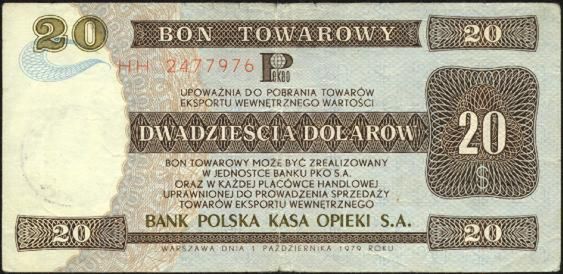 20 BON TOWAROWY 20
HH 2477976 PEKAO
UPOWAŻNIA DO POBRANIA TOWARÓW
EKSPORTU WEWNĘTRZNEGO WARTOŚCI
DWADZIEŚCIA DOLARÓW 20
BON TOWAROWY MOŻE BYĆ ZREALIZOWANY
W JEDNOSTCE BANKU PKO S.A.
ORAZ W KAŻDEJ PLACÓWCE HANDLOWEJ
UPRAWNIONEJ DO PROWADZENIA SPRZEDAŻY
TOWARÓW EKSPORTU WEWNĘTRZNEGO
$
BANK POLSKA KASA OPIEKI S.A.
20 20
WARSZAWA DNIA 1 PAŹDZIERNIKA 1979 ROKU